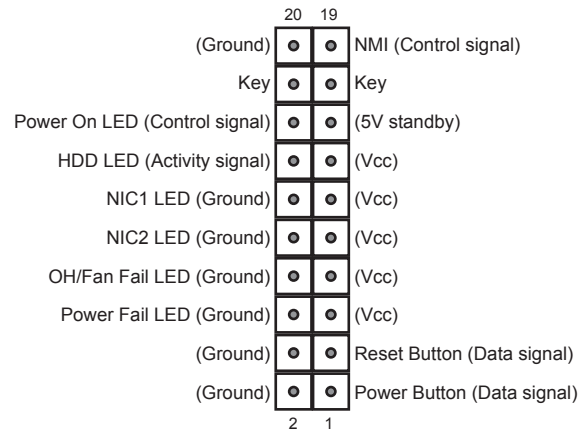 20 19
(Ground) NMI (Control signal)
Key Key
Power On LED (Control signal) (5V standby)
HDD LED (Activity signal) (Vcc)
NIC1 LED (Ground) (Vcc)
NIC2 LED (Ground) (Vcc)
OH/Fan Fail LED (Ground) (Vcc)
Power Fail LED (Ground) (Vcc)
(Ground) Reset Button (Data signal)
(Ground) Power Button (Data signal)
2 1